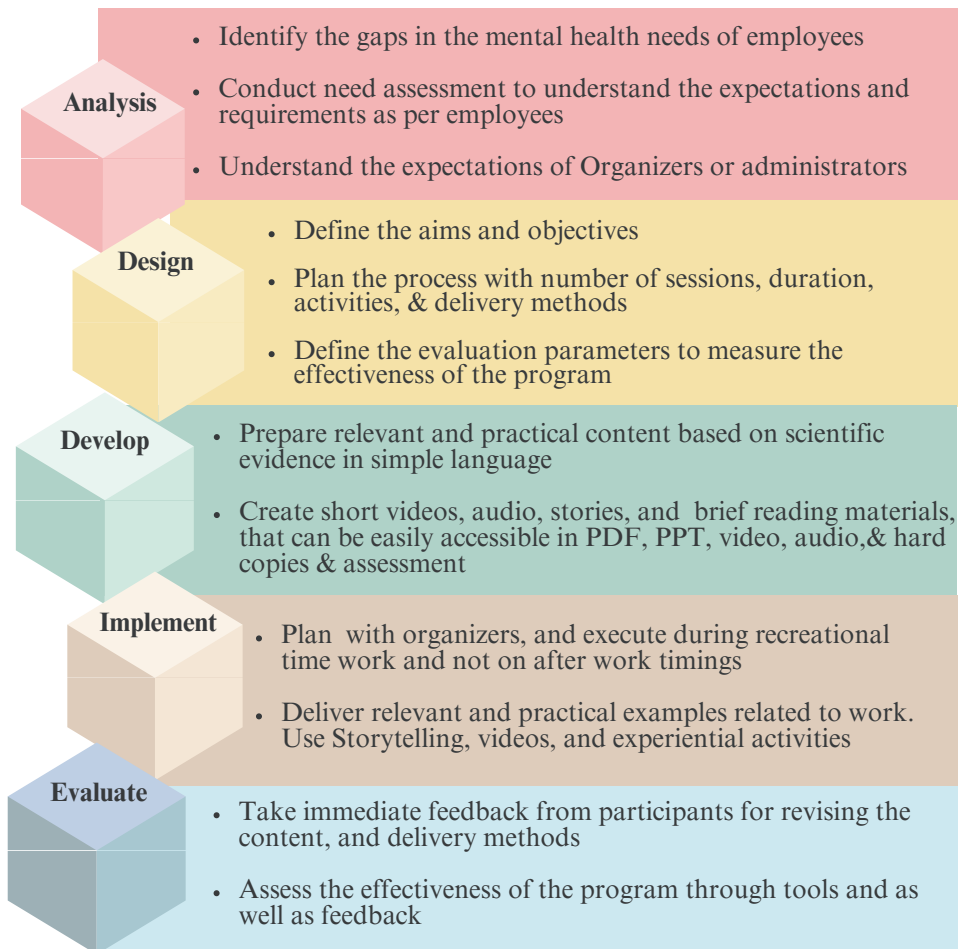 Analysis
• Identify the gaps in the mental health needs of employees
• Conduct need assessment to understand the expectations and
requirements as per employees
• Understand the expectations of Organizers or administrators
Design
• Define the aims and objectives
• Plan the process with number of sessions, duration,
activities, & delivery methods
• Define the evaluation parameters to measure the
effectiveness of the program
Develop
• Prepare relevant and practical content based on scientific
evidence in simple language
• Create short videos, audio, stories, and brief reading materials,
that can be easily accessible in PDF, PPT, video, audio,& hard
copies & assessment
Implement
• Plan with organizers, and execute during recreational
time work and not on after work timings
• Deliver relevant and practical examples related to work.
Use Storytelling, videos, and experiential activities
Evaluate
• Take immediate feedback from participants for revising the
content, and delivery methods
• Assess the effectiveness of the program through tools and as
well as feedback